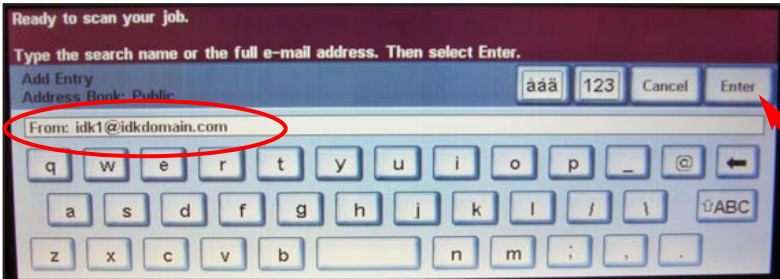 Ready to scan your job.
Type the search name or the full e-mail address. Then select Enter.
Add Entry
Address Book: Public
àáä 123 Cancel Enter
From: idk1@idkdomain.com
q w e r t y u i o p _ @ ⬅
a s d f g h j k l / \ ⇧ABC
z x c v b n m ; , .